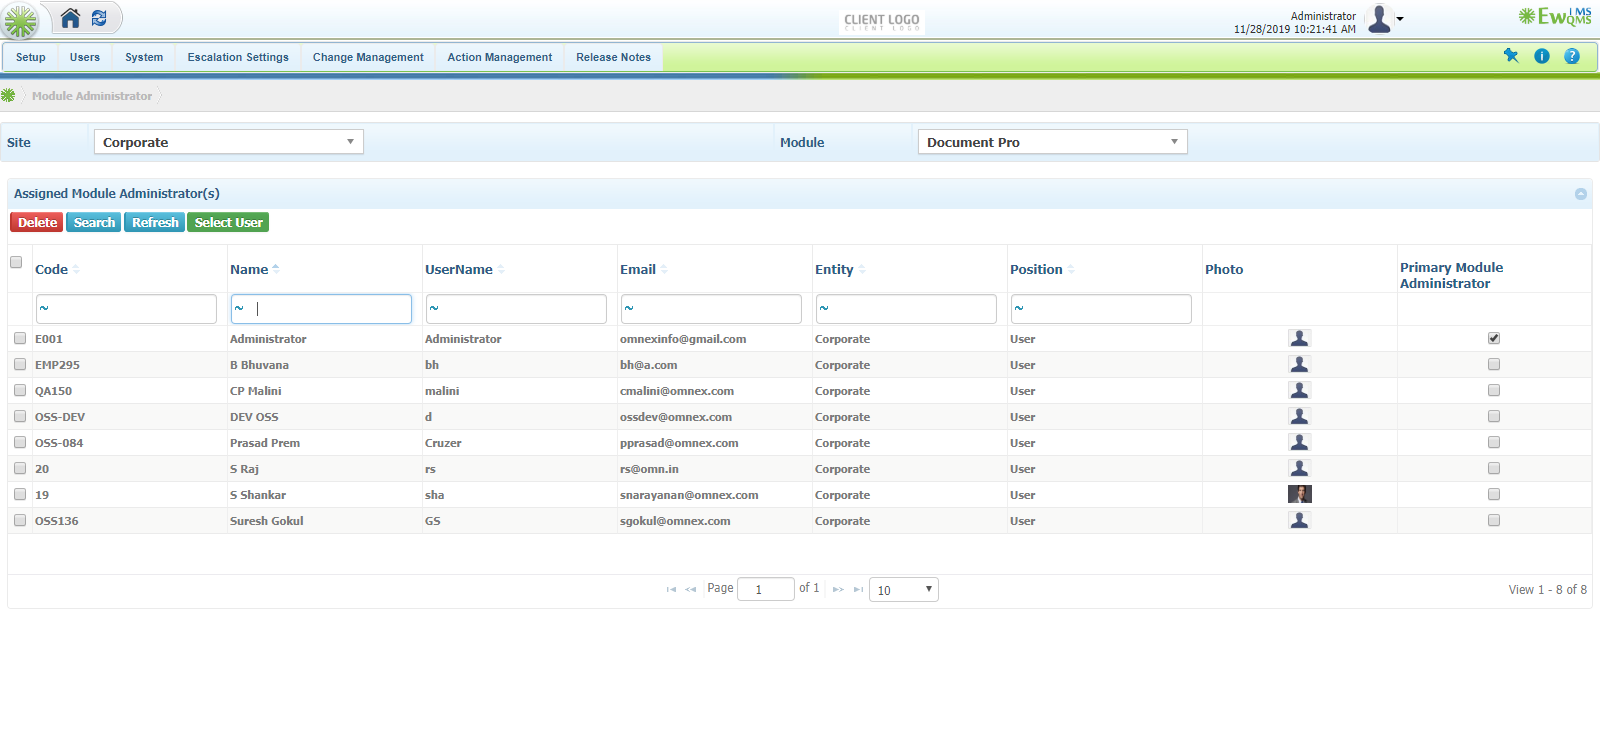 CLIENT LOGO
CLIENT LOGO
Administrator
11/28/2019 10:21:41 AM
EwIMS
QMS
Setup Users System Escalation Settings Change Management Action Management Release Notes
Module Administrator
Site Corporate Module Document Pro
Assigned Module Administrator(s)
Delete Search Refresh Select User
Code Name UserName Email Entity Position Photo Primary Module Administrator
~ ~ ~ ~ ~ ~
E001 Administrator Administrator omnexinfo@gmail.com Corporate User
EMP295 B Bhuvana bh bh@a.com Corporate User
QA150 CP Malini malini cmalini@omnex.com Corporate User
OSS-DEV DEV OSS d ossdev@omnex.com Corporate User
OSS-084 Prasad Prem Cruzer pprasad@omnex.com Corporate User
20 S Raj rs rs@omn.in Corporate User
19 S Shankar sha snarayanan@omnex.com Corporate User
OSS136 Suresh Gokul GS sgokul@omnex.com Corporate User
Page 1 of 1 10 View 1 - 8 of 8